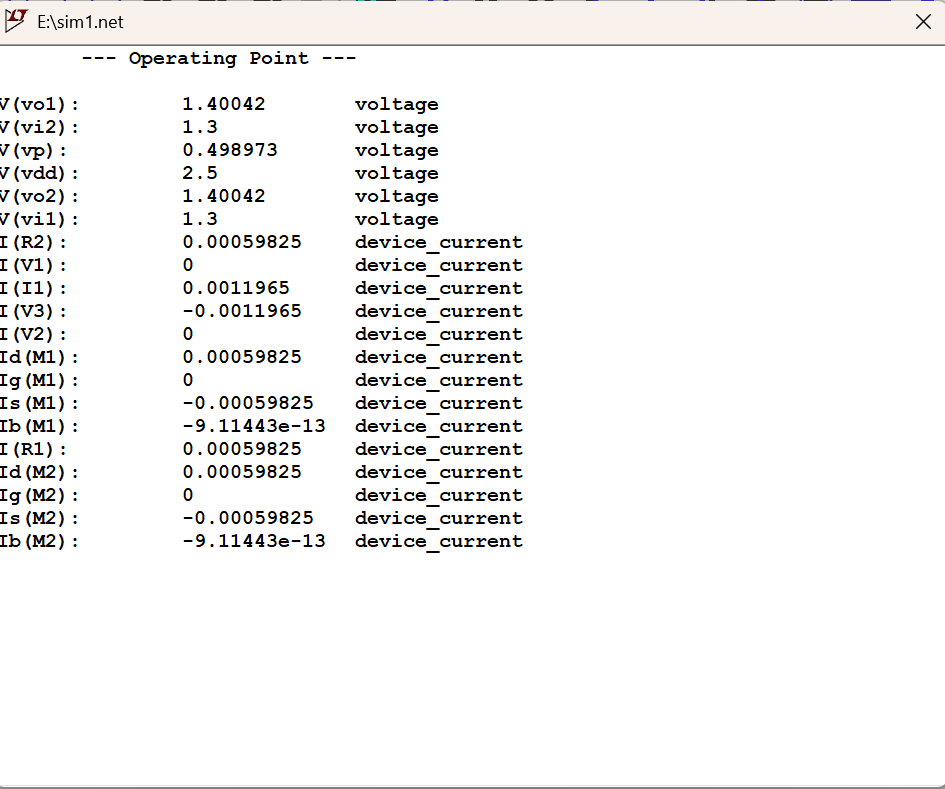 E:\sim1.net
--- Operating Point ---
V(vo1): 1.40042 voltage
V(vi2): 1.3 voltage
V(vp): 0.498973 voltage
V(vdd): 2.5 voltage
V(vo2): 1.40042 voltage
V(vi1): 1.3 voltage
I(R2): 0.00059825 device_current
I(V1): 0 device_current
I(I1): 0.0011965 device_current
I(V3): -0.0011965 device_current
I(V2): 0 device_current
Id(M1): 0.00059825 device_current
Ig(M1): 0 device_current
Is(M1): -0.00059825 device_current
Ib(M1): -9.11443e-13 device_current
I(R1): 0.00059825 device_current
Id(M2): 0.00059825 device_current
Ig(M2): 0 device_current
Is(M2): -0.00059825 device_current
Ib(M2): -9.11443e-13 device_current